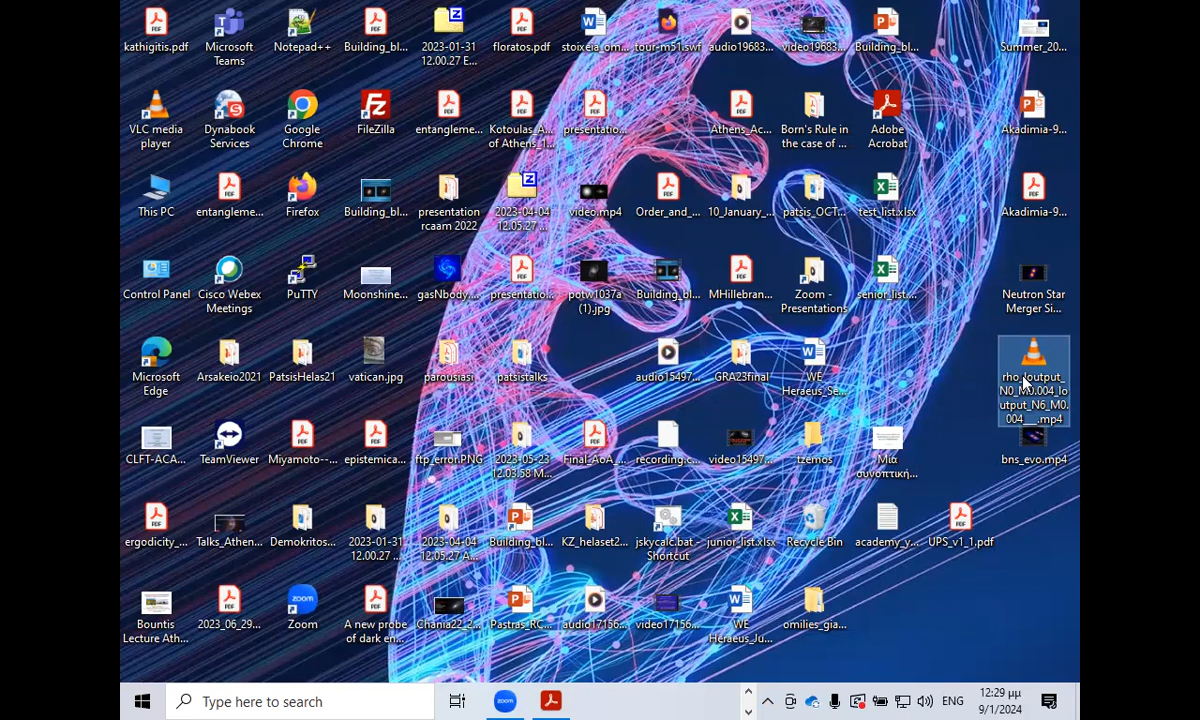 kathigitis.pdf
Microsoft
Teams
Notepad++
Building_bl...
2023-01-31
12.00.27 E...
floratos.pdf
stoixeia_om...
tour-m51.swf
audio19683...
video19683...
Building_bl...
Summer_20...
VLC media
player
Dynabook
Services
Google
Chrome
FileZilla
entangleme...
Kotoulas_A...
of Athens_1...
presentatio...
Athens_Ac...
Born's Rule in
the case of ...
Adobe
Acrobat
Akadimia-9...
This PC
entangleme...
Firefox
Building_bl...
presentation
rcaam 2022
2023-04-04
12.05.27 ...
video.mp4
Order_and_...
10_January_...
patsis_OCT...
test_list.xlsx
Akadimia-9...
Control Panel
Cisco Webex
Meetings
PuTTY
Moonshine...
gasNbody...
presentatio...
potw1037a
(1).jpg
Building_bl...
MHillebran...
Zoom -
Presentations
senior_list....
Neutron Star
Merger Si...
Microsoft
Edge
Arsakeio2021
PatsisHelas21
vatican.jpg
parousiasi
patsistalks
audio15497...
GRA23final
WE
Heraeus_Se...
rho_loutput_
N0_M0.004_lo
utput_N6_M0.
004__.mp4
CLFT-ACA...
TeamViewer
Miyamoto--...
epistemica...
ftp_error.PNG
2023-05-23
12.03.58 M...
Final-AoA_...
recording.c...
video15497...
tzemos
Μια
συνοπτική...
bns_evo.mp4
ergodicity_...
Talks_Athen...
Demokritos...
2023-01-31
12.00.27 ...
2023-04-04
12.05.27 A...
Building_bl...
KZ_helaset2...
jskycalc.bat -
Shortcut
junior_list.xlsx
Recycle Bin
academy_v...
UPS_v1_1.pdf
Bountis
Lecture Ath...
2023_06_29...
Zoom
A new probe
of dark en...
Chania22_2...
Pastras_RC...
audio17156...
video17156...
WE
Heraeus_Ju...
omilies_gia...
Type here to search
zoom
ENG
12:29 μμ
9/1/2024